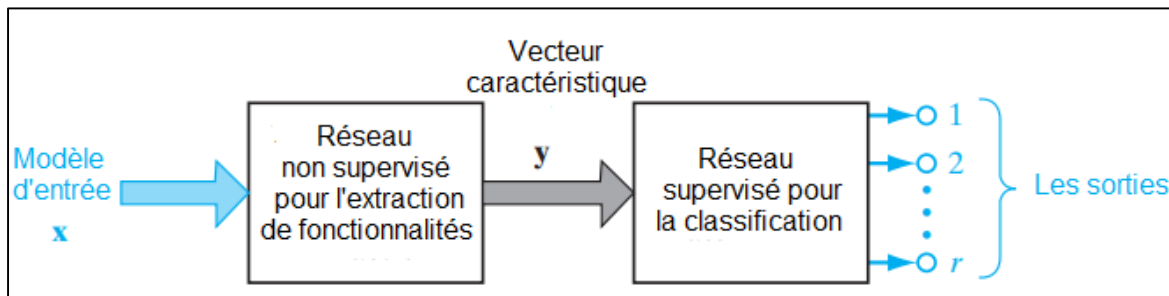 Vecteur
caractéristique
Modèle
d'entrée
x
Réseau
non supervisé
pour l'extraction
de fonctionnalités
y
Réseau
supervisé pour
la classification
1
2
r
Les sorties